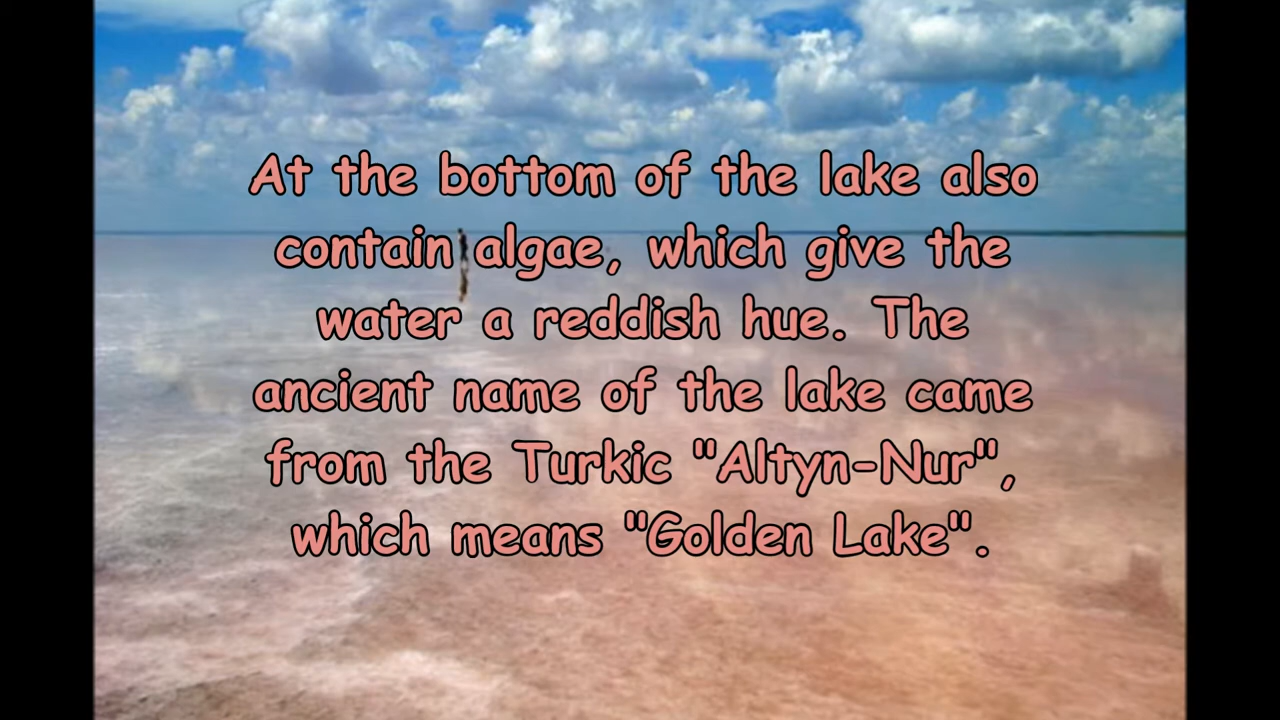 At the bottom of the lake also
contain algae, which give the
water a reddish hue. The
ancient name of the lake came
from the Turkic "Altyn-Nur",
which means "Golden Lake".